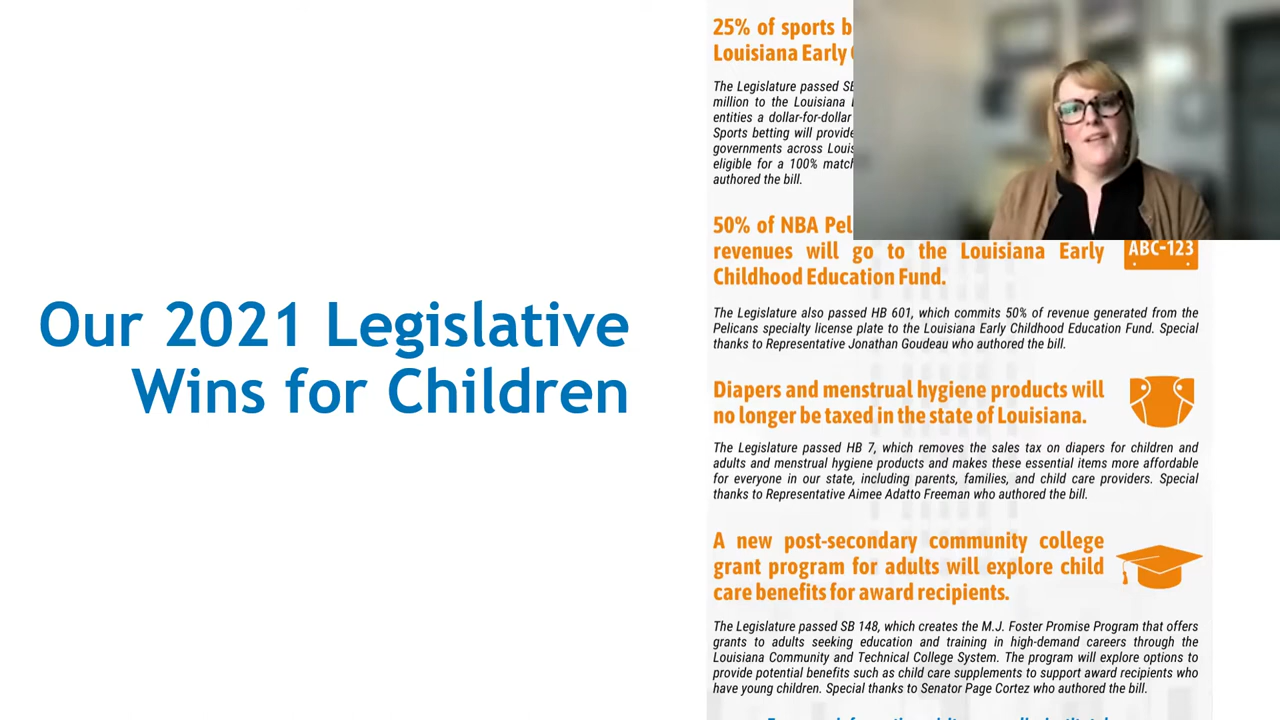 Our 2021 Legislative
Wins for Children
25% of sports
Louisiana Early
The Legislature passed
million to the Louisiana
entities a dollar-for-dollar
Sports betting will provide
governments across
eligible for a 100% match
authored the bill.
50% of NBA
revenues will go to the Louisiana Early
Childhood Education Fund.
ABC-123
The Legislature also passed HB 601, which commits 50% of revenue generated from the
Pelicans specialty license plate to the Louisiana Early Childhood Education Fund. Special
thanks to Representative Jonathan Goudeau who authored the bill.
Diapers and menstrual hygiene products will
no longer be taxed in the state of Louisiana.
The Legislature passed HB 7, which removes the sales tax on diapers for children and
adults and menstrual hygiene products and makes these essential items more affordable
for everyone in our state, including parents, families, and child care providers. Special
thanks to Representative Aimee Adatto Freeman who authored the bill.
A new post-secondary community college
grant program for adults will explore child
care benefits for award recipients.
The Legislature passed SB 148, which creates the M.J. Foster Promise Program that offers
grants to adults seeking education and training in high-demand careers through the
Louisiana Community and Technical College System. The program will explore options to
provide potential benefits such as child care supplements to support award recipients who
have young children. Special thanks to Senator Page Cortez who authored the bill.